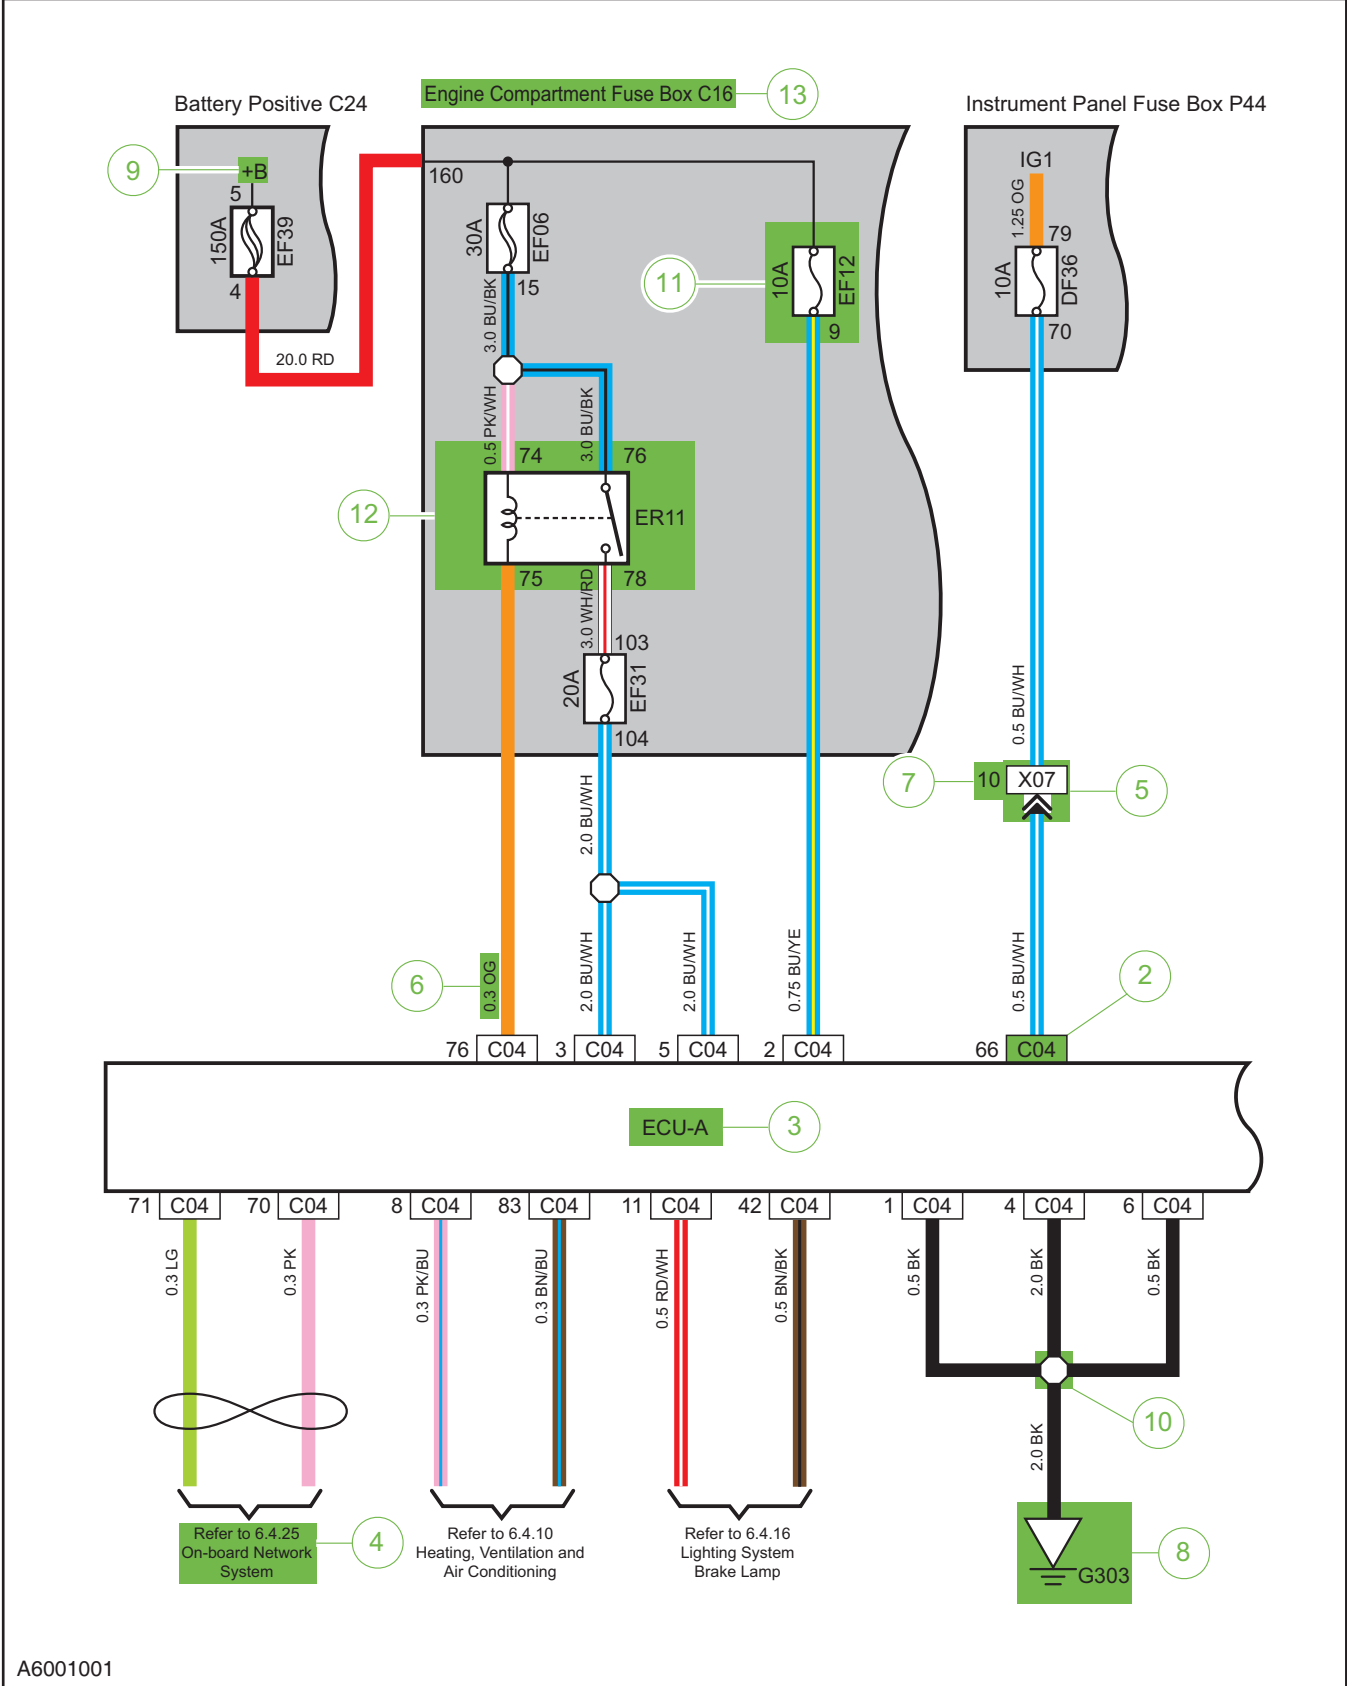 Battery Positive C24
Engine Compartment Fuse Box C16
13
Instrument Panel Fuse Box P44
9
+B
5
150A
EF39
4
20.0 RD
160
30A
EF06
15
3.0 BU/BK
0.5 PK/WH
3.0 BU/BK
74
76
12
ER11
75
78
3.0 WH/RD
103
20A
EF31
104
11
10A
EF12
9
IG1
1.25 OG
79
10A
DF36
70
0.5 BU/WH
7
10
X07
5
2.0 BU/WH
6
0.3 OG
2.0 BU/WH
2.0 BU/WH
0.75 BU/YE
0.5 BU/WH
2
76 C04
3 C04
5 C04
2 C04
66 C04
ECU-A
3
71 C04
70 C04
8 C04
83 C04
11 C04
42 C04
1 C04
4 C04
6 C04
0.3 LG
0.3 PK
0.3 PK/BU
0.3 BN/BU
0.5 RD/WH
0.5 BN/BK
0.5 BK
2.0 BK
0.5 BK
10
2.0 BK
Refer to 6.4.25
On-board Network
System
4
Refer to 6.4.10
Heating, Ventilation and
Air Conditioning
Refer to 6.4.16
Lighting System
Brake Lamp
G303
8
A6001001